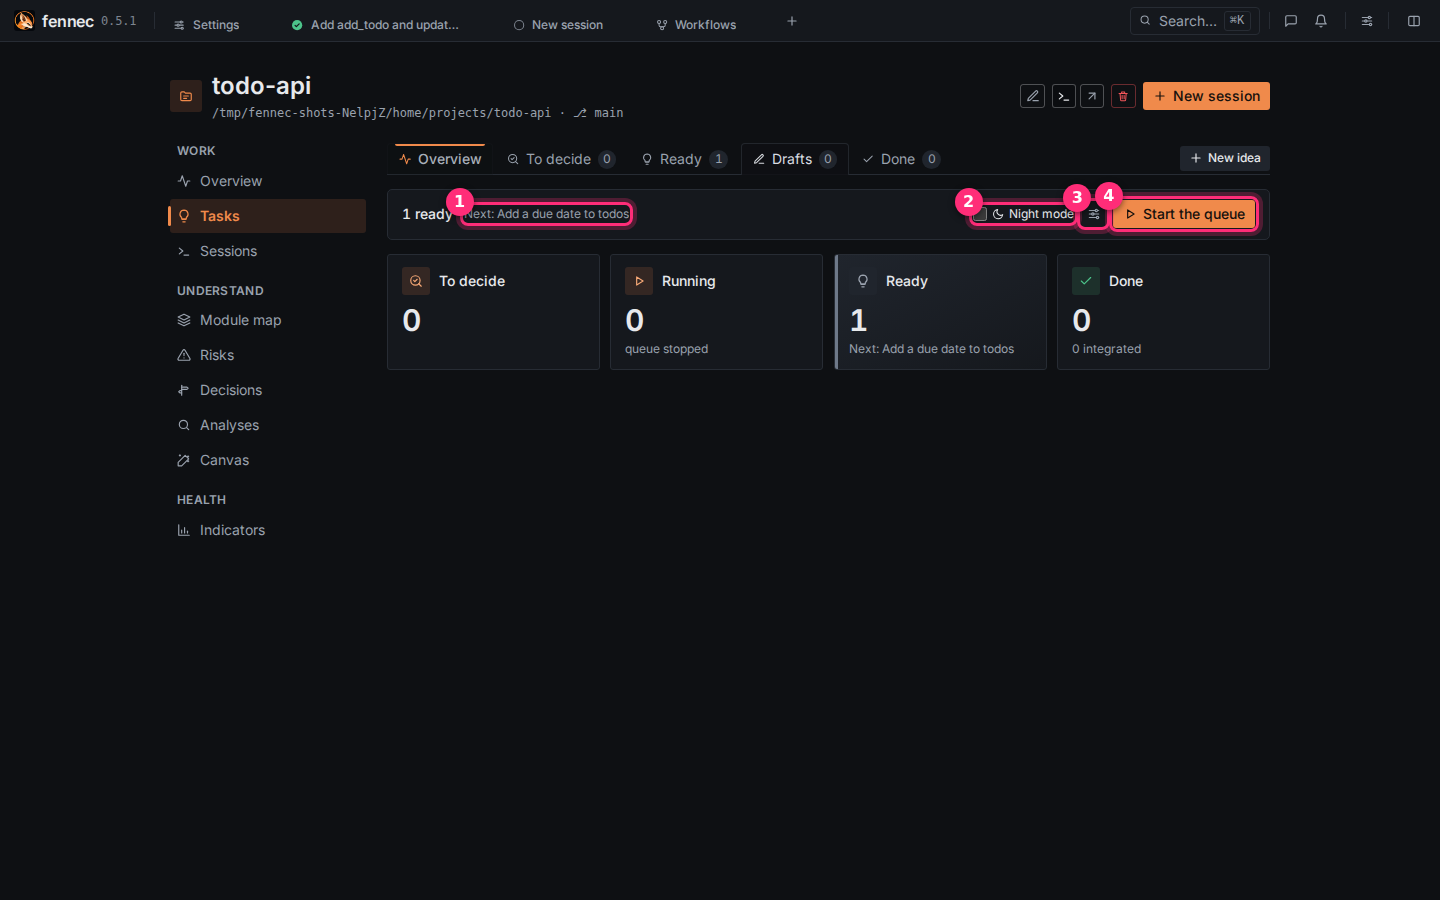 fennec 0.5.1 Settings Add add_todo and updat... New session Workflows Search... ⌘K
todo-api
/tmp/fennec-shots-NelpjZ/home/projects/todo-api · ⎇ main
New session
WORK
Overview
Tasks
Sessions
UNDERSTAND
Module map
Risks
Decisions
Analyses
Canvas
HEALTH
Indicators
Overview To decide 0 Ready 1 Drafts 0 Done 0 New idea
1 ready 1 Next: Add a due date to todos 2 Night mode 3 4 Start the queue
To decide
0
Running
0
queue stopped
Ready
1
Next: Add a due date to todos
Done
0
0 integrated